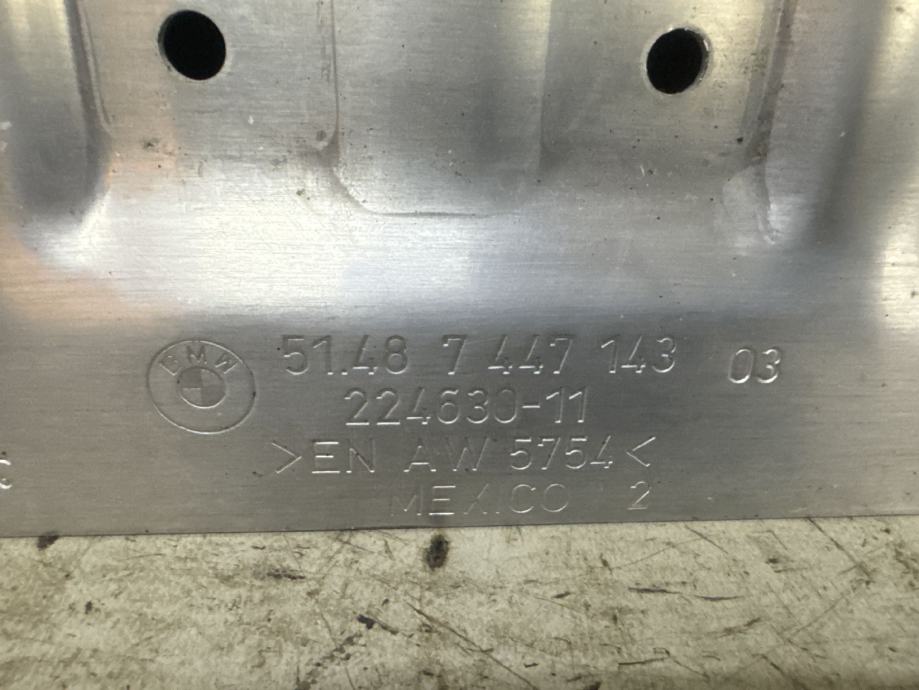 BMW
51.48 7 447 143 03
224630-11
>EN AW 5754<
MEXICO 2